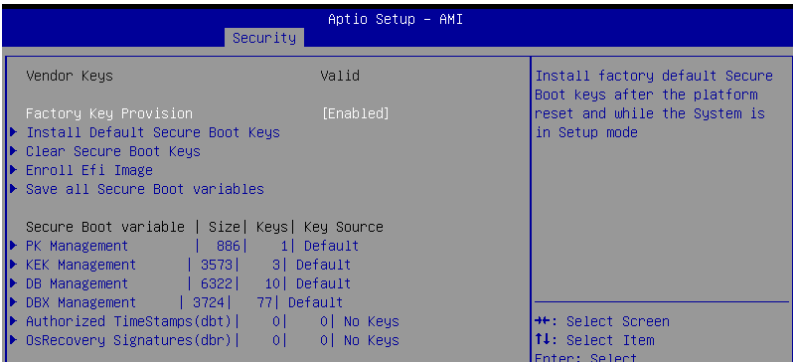 Aptio Setup - AMI
Security
Vendor Keys Valid
Factory Key Provision [Enabled]
Install Default Secure Boot Keys
Clear Secure Boot Keys
Enroll Efi Image
Save all Secure Boot variables
Secure Boot variable | Size| Keys| Key Source
PK Management | 886| 1| Default
KEK Management | 3573| 3| Default
DB Management | 6322| 10| Default
DBX Management | 3724| 77| Default
Authorized TimeStamps(dbt)| 0| 0| No Keys
OsRecovery Signatures(dbr)| 0| 0| No Keys
Install factory default Secure
Boot keys after the platform
reset and while the System is
in Setup mode
→←: Select Screen
↑↓: Select Item
Enter: Select